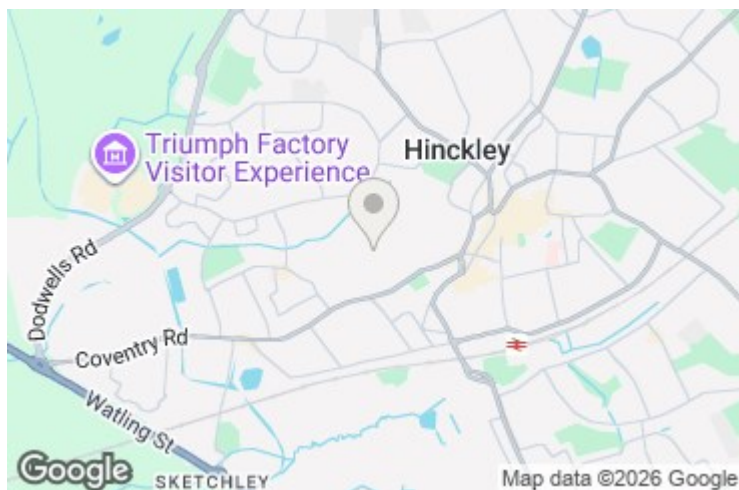 Triumph Factory
Visitor Experience
Hinckley
Dodwells Rd
Coventry Rd
Watling St
Google
SKETCHLEY
Map data ©2026 Google